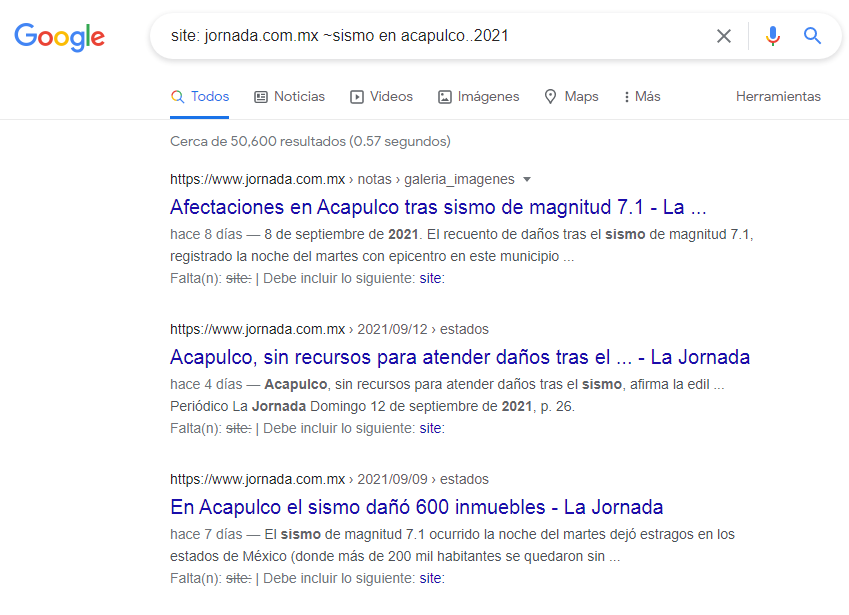 Google
site: jornada.com.mx ~sismo en acapulco..2021
Todos Noticias Videos Imágenes Maps Más Herramientas
Cerca de 50,600 resultados (0.57 segundos)
https://www.jornada.com.mx › notas › galeria_imagenes
Afectaciones en Acapulco tras sismo de magnitud 7.1 - La ...
hace 8 días — 8 de septiembre de 2021. El recuento de daños tras el sismo de magnitud 7.1,
registrado la noche del martes con epicentro en este municipio ...
Falta(n): site: | Debe incluir lo siguiente: site:
https://www.jornada.com.mx › 2021/09/12 › estados
Acapulco, sin recursos para atender daños tras el ... - La Jornada
hace 4 días — Acapulco, sin recursos para atender daños tras el sismo, afirma la edil ...
Periódico La Jornada Domingo 12 de septiembre de 2021, p. 26.
Falta(n): site: | Debe incluir lo siguiente: site:
https://www.jornada.com.mx › 2021/09/09 › estados
En Acapulco el sismo dañó 600 inmuebles - La Jornada
hace 7 días — El sismo de magnitud 7.1 ocurrido la noche del martes dejó estragos en los
estados de México (donde más de 200 mil habitantes se quedaron sin ...
Falta(n): site: | Debe incluir lo siguiente: site: